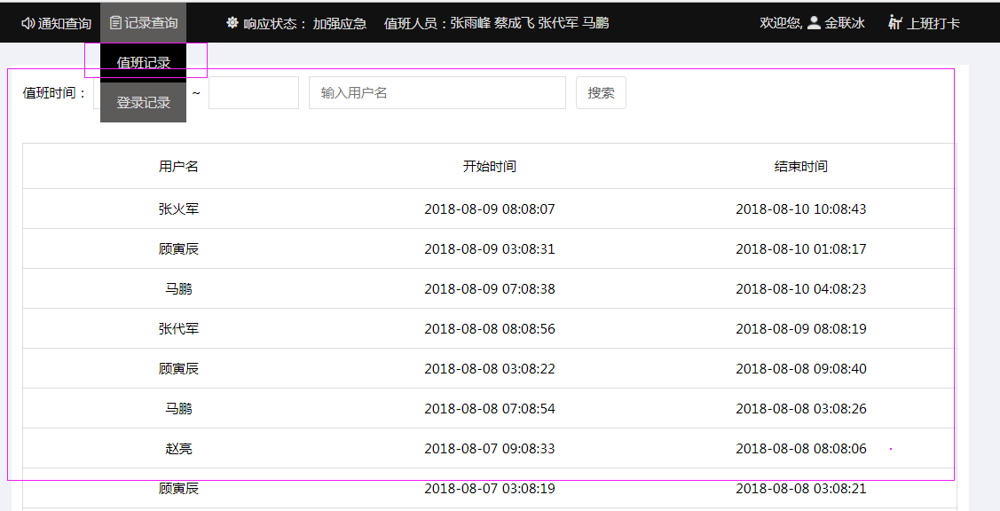 通知查询 记录查询 响应状态： 加强应急 值班人员：张雨峰 蔡成飞 张代军 马鹏 欢迎您, 金联冰 上班打卡
值班记录
值班时间： ~ 输入用户名 搜索
登录记录
用户名 开始时间 结束时间
张火军 2018-08-09 08:08:07 2018-08-10 10:08:43
顾寅辰 2018-08-09 03:08:31 2018-08-10 01:08:17
马鹏 2018-08-09 07:08:38 2018-08-10 04:08:23
张代军 2018-08-08 08:08:56 2018-08-09 08:08:19
顾寅辰 2018-08-08 03:08:22 2018-08-08 09:08:40
马鹏 2018-08-08 07:08:54 2018-08-08 03:08:26
赵亮 2018-08-07 09:08:33 2018-08-08 08:08:06
顾寅辰 2018-08-07 03:08:19 2018-08-08 03:08:21